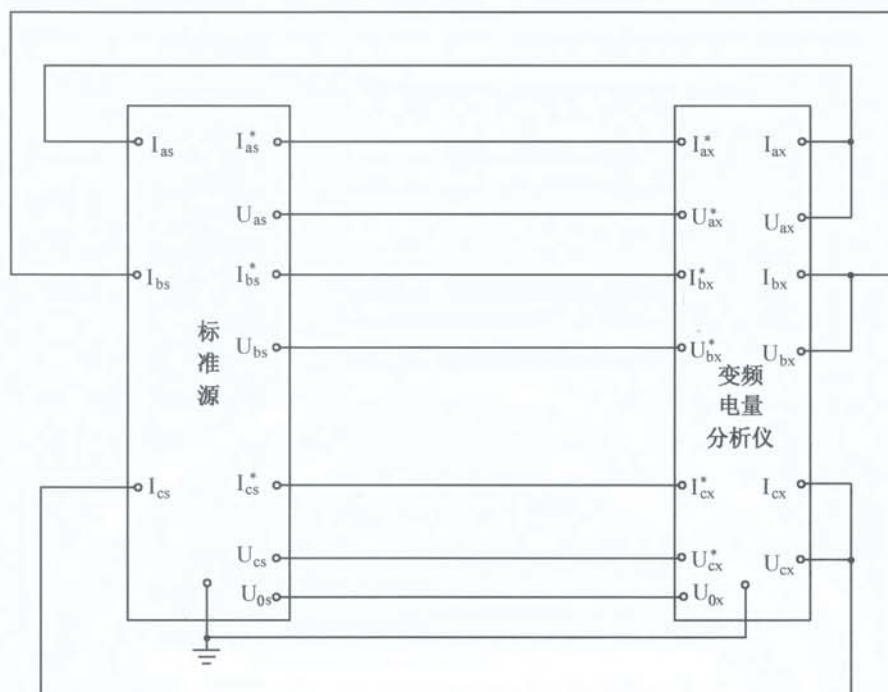 I_as I*_as I*_ax I_ax
U_as U*_ax U_ax
I_bs I*_bs I*_bx I_bx
U_bs U*_bx U_bx
标
准
源
变频
电量
分析仪
I_cs I*_cs I*_cx I_cx
U_cs U*_cx U_cx
U_0s U_0x